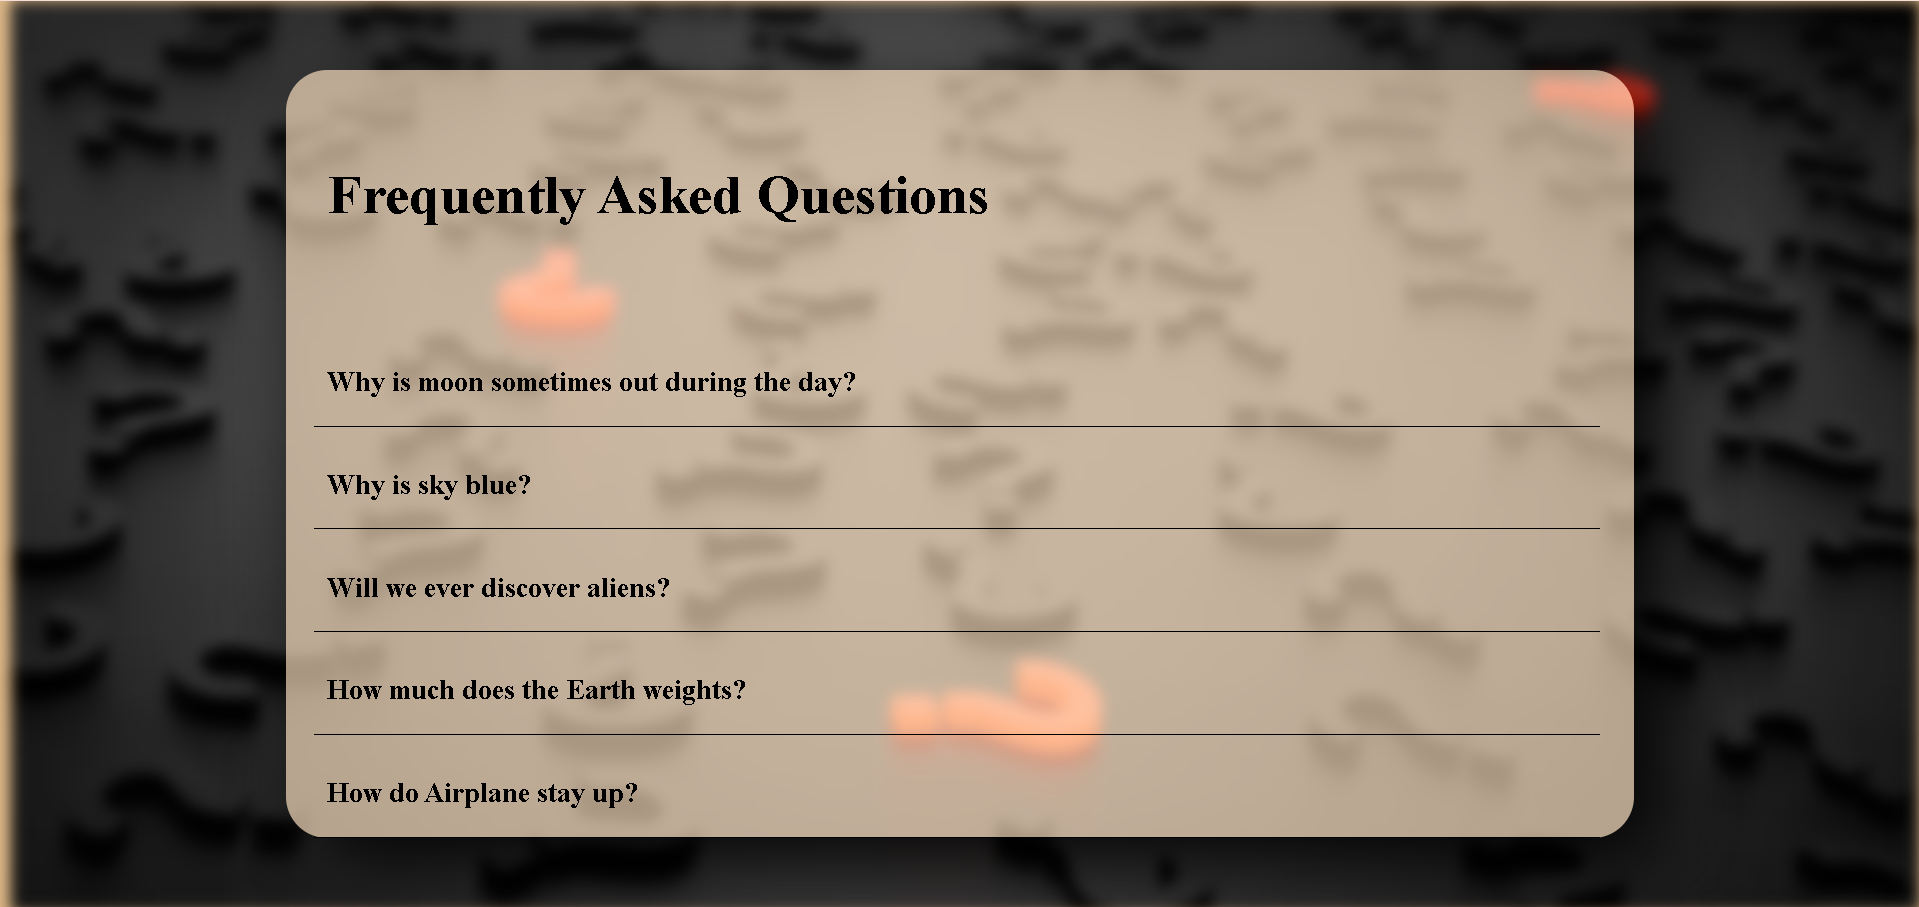 Frequently Asked Questions
Why is moon sometimes out during the day?
Why is sky blue?
Will we ever discover aliens?
How much does the Earth weights?
How do Airplane stay up?